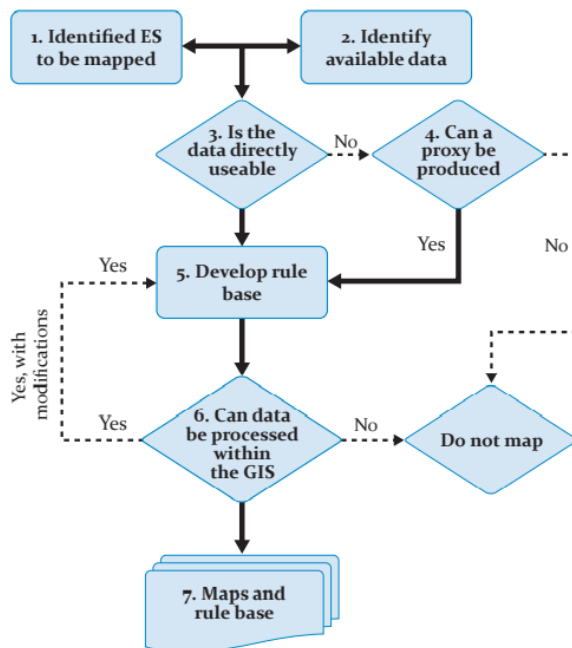 1. Identified ES
to be mapped
2. Identify
available data
3. Is the
data directly
useable
No
4. Can a
proxy be
produced
Yes
No
Yes
5. Develop rule
base
Yes, with
modifications
Yes
6. Can data
be processed
within
the GIS
No
Do not map
7. Maps and
rule base